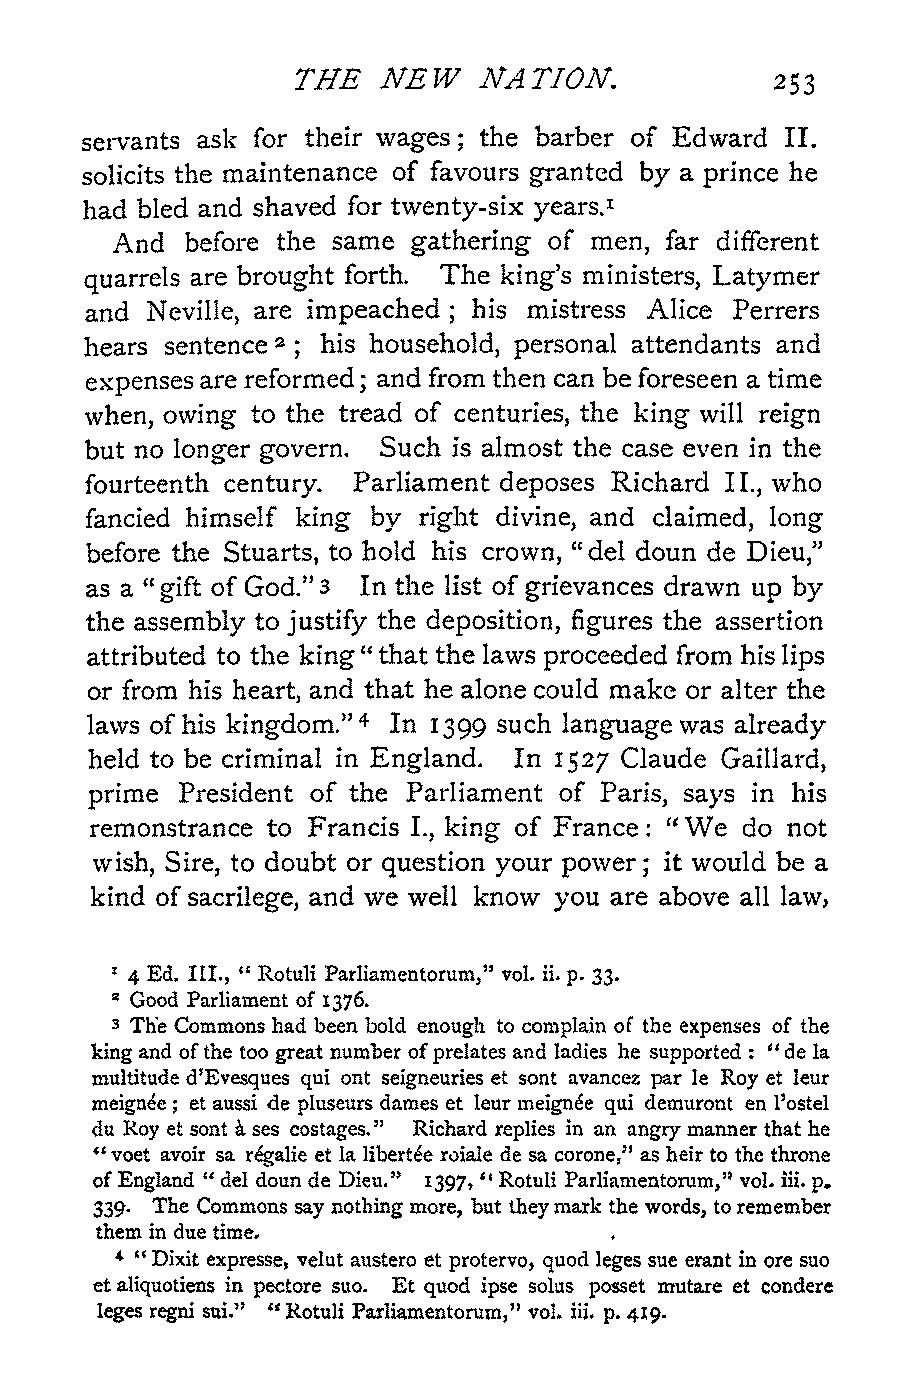 THE NEW NATION. 253
servants ask for their wages; the barber of Edward II.
solicits the maintenance of favours granted by a prince he
had bled and shaved for twenty-six years.¹
And before the same gathering of men, far different
quarrels are brought forth. The king's ministers, Latymer
and Neville, are impeached; his mistress Alice Perrers
hears sentence²; his household, personal attendants and
expenses are reformed; and from then can be foreseen a time
when, owing to the tread of centuries, the king will reign
but no longer govern. Such is almost the case even in the
fourteenth century. Parliament deposes Richard II., who
fancied himself king by right divine, and claimed, long
before the Stuarts, to hold his crown, "del doun de Dieu,"
as a "gift of God."³ In the list of grievances drawn up by
the assembly to justify the deposition, figures the assertion
attributed to the king "that the laws proceeded from his lips
or from his heart, and that he alone could make or alter the
laws of his kingdom."⁴ In 1399 such language was already
held to be criminal in England. In 1527 Claude Gaillard,
prime President of the Parliament of Paris, says in his
remonstrance to Francis I., king of France: "We do not
wish, Sire, to doubt or question your power; it would be a
kind of sacrilege, and we well know you are above all law,
¹ 4 Ed. III., "Rotuli Parliamentorum," vol. ii. p. 33.
² Good Parliament of 1376.
³ The Commons had been bold enough to complain of the expenses of the
king and of the too great number of prelates and ladies he supported: "de la
multitude d'Evesques qui ont seigneuries et sont avancez par le Roy et leur
meignée; et aussi de pluseurs dames et leur meignée qui demuront en l'ostel
du Roy et sont à ses costages." Richard replies in an angry manner that he
"voet avoir sa régalie et la libertée roiale de sa corone," as heir to the throne
of England "del doun de Dieu." 1397, "Rotuli Parliamentorum," vol. iii. p.
339. The Commons say nothing more, but they mark the words, to remember
them in due time.
⁴ "Dixit expresse, velut austero et protervo, quod leges sue erant in ore suo
et aliquotiens in pectore suo. Et quod ipse solus posset mutare et condere
leges regni sui." "Rotuli Parliamentorum," vol. iii. p. 419.